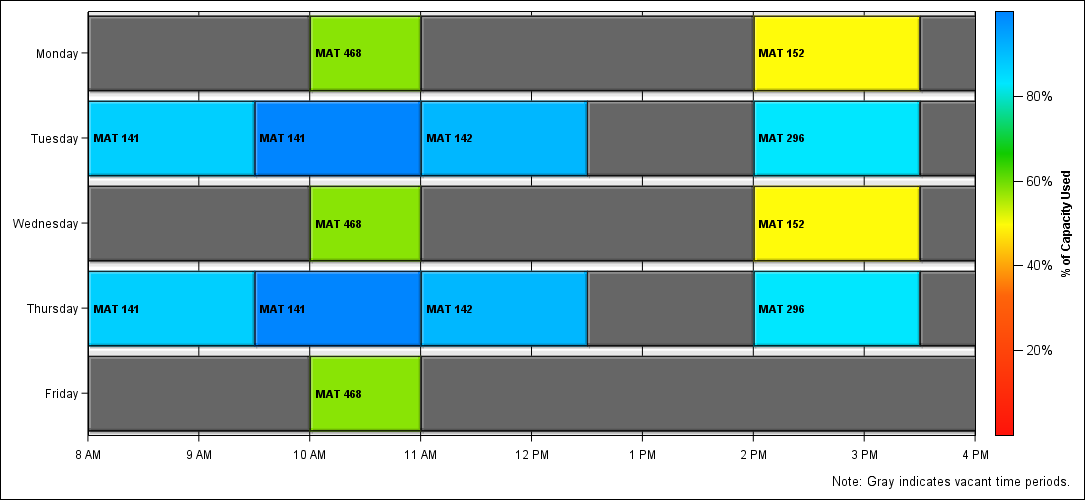 Monday
MAT 468
MAT 152
Tuesday
MAT 141
MAT 141
MAT 142
MAT 296
Wednesday
MAT 468
MAT 152
Thursday
MAT 141
MAT 141
MAT 142
MAT 296
Friday
MAT 468
8 AM
9 AM
10 AM
11 AM
12 PM
1 PM
2 PM
3 PM
4 PM
80%
60%
40%
20%
% of Capacity Used
Note: Gray indicates vacant time periods.